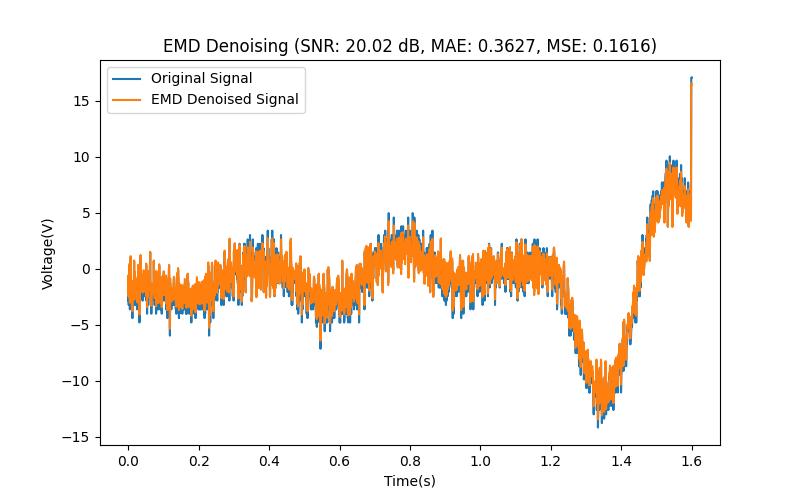 EMD Denoising (SNR: 20.02 dB, MAE: 0.3627, MSE: 0.1616)
Original Signal
EMD Denoised Signal
15
10
5
0
−5
−10
−15
Voltage(V)
0.0 0.2 0.4 0.6 0.8 1.0 1.2 1.4 1.6
Time(s)